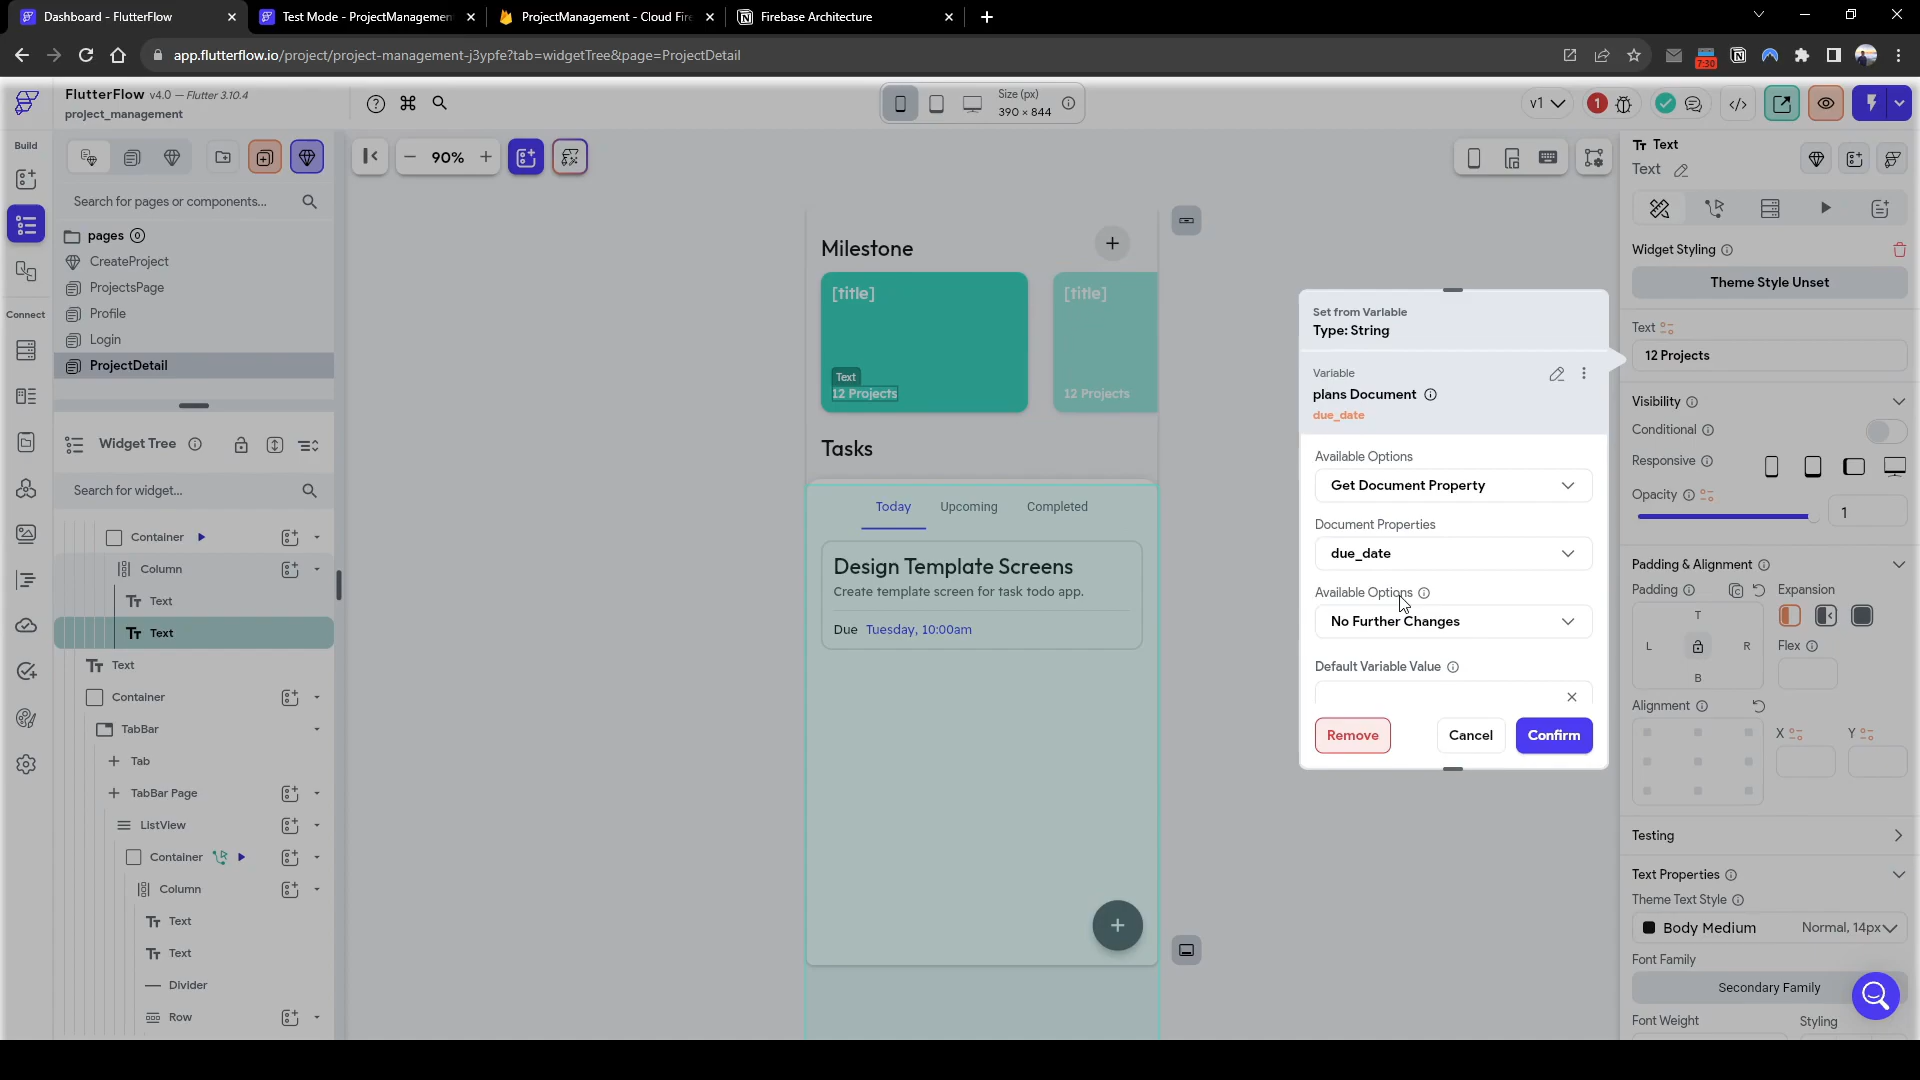 Dashboard - FlutterFlow
Test Mode - ProjectManagement
ProjectManagement - Cloud Fire
Firebase Architecture
app.flutterflow.io/project/project-management-j3ypfe?tab=widgetTree&page=ProjectDetail
7:30
FlutterFlow v4.0 — Flutter 3.10.4
project_management
Size (px)
390 × 844
v1
1
Build
Connect
90%
Search for pages or components...
pages 0
CreateProject
ProjectsPage
Profile
Login
ProjectDetail
Widget Tree
Search for widget...
Container
Column
Text
Text
Text
Container
TabBar
Tab
TabBar Page
ListView
Container
Column
Text
Text
Divider
Row
Milestone
[title]
[title]
Text
12 Projects
12 Projects
Tasks
Today
Upcoming
Completed
Design Template Screens
Create template screen for task todo app.
Due Tuesday, 10:00am
Set from Variable
Type: String
Variable
plans Document
due_date
Available Options
Get Document Property
Document Properties
due_date
Available Options
No Further Changes
Default Variable Value
Remove
Cancel
Confirm
Tт Text
Text
Widget Styling
Theme Style Unset
Text
12 Projects
Visibility
Conditional
Responsive
Opacity
1
Padding & Alignment
Padding
Expansion
T
L
R
B
Flex
Alignment
X
Y
Testing
Text Properties
Theme Text Style
Body Medium
Normal, 14px
Font Family
Secondary Family
Font Weight
Styling